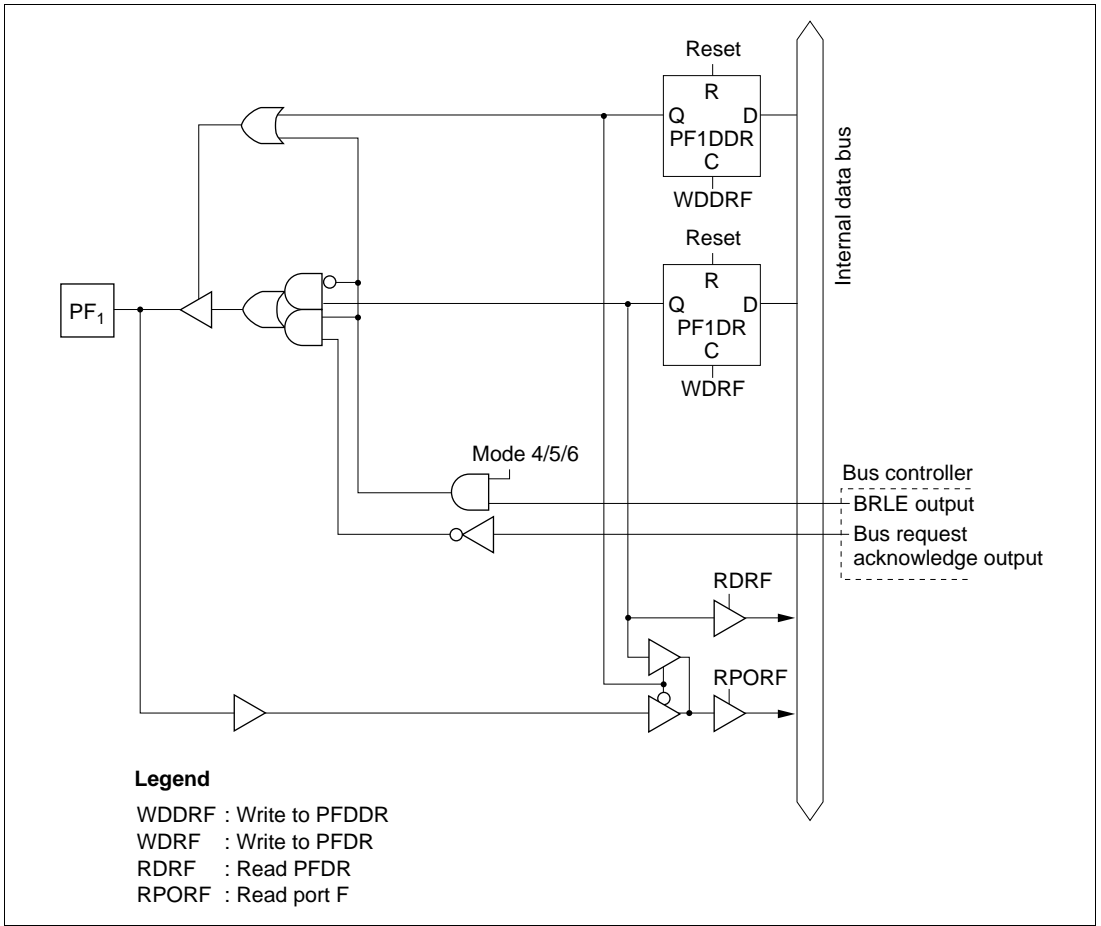 Reset
R
Q D
PF1DDR
C
WDDRF
Internal data bus
Reset
R
Q D
PF1DR
C
WDRF
PF1
Mode 4/5/6
Bus controller
BRLE output
Bus request
acknowledge output
RDRF
RPORF
Legend
WDDRF : Write to PFDDR
WDRF : Write to PFDR
RDRF : Read PFDR
RPORF : Read port F